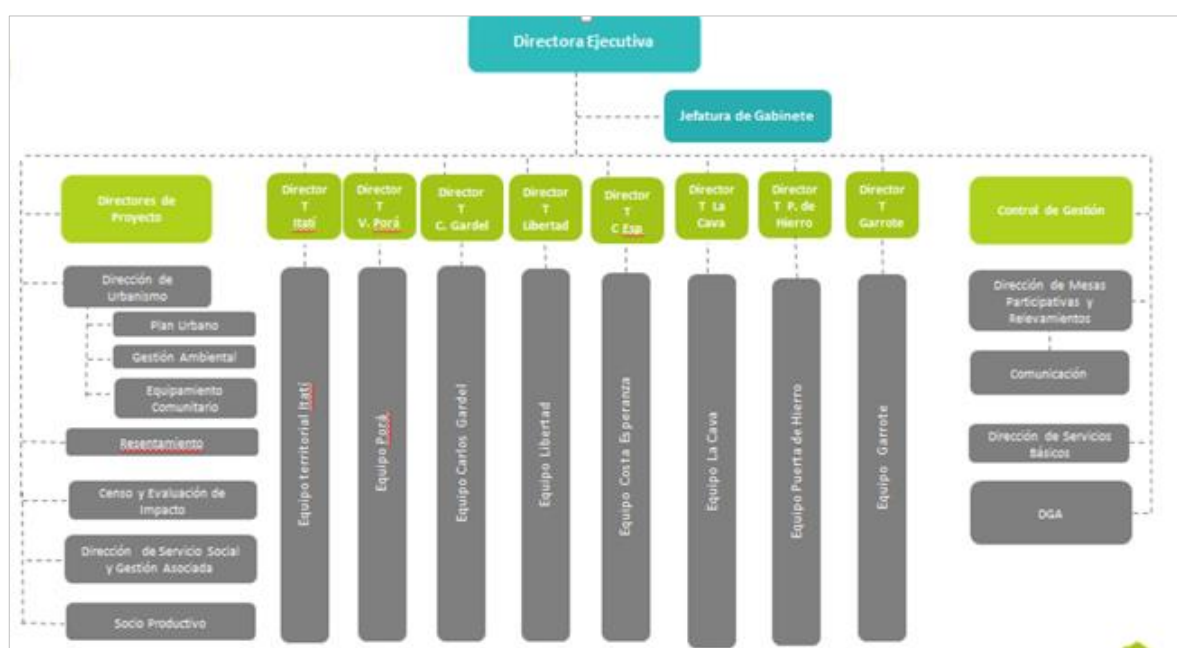 Directora Ejecutiva
Jefatura de Gabinete
Directores de
Proyecto
Director
T
Itatí
Director
T
V. Porá
Director
T
C. Gardel
Director
T
Libertad
Director
T
C Esp
Director
T La
Cava
Director
T P. de
Hierro
Director
T
Garrote
Control de Gestión
Dirección de
Urbanismo
Plan Urbano
Gestión Ambiental
Equipamiento
Comunitario
Resentamiento
Censo y Evaluación de
Impacto
Dirección de Servicio Social
y Gestión Asociada
Socio Productivo
Equipo territorial Itatí
Equipo Porá
Equipo Carlos Gardel
Equipo Libertad
Equipo Costa Esperanza
Equipo La Cava
Equipo Puerta de Hierro
Equipo Garrote
Dirección de Mesas
Participativas y
Relevamientos
Comunicación
Dirección de Servicios
Básicos
DGA